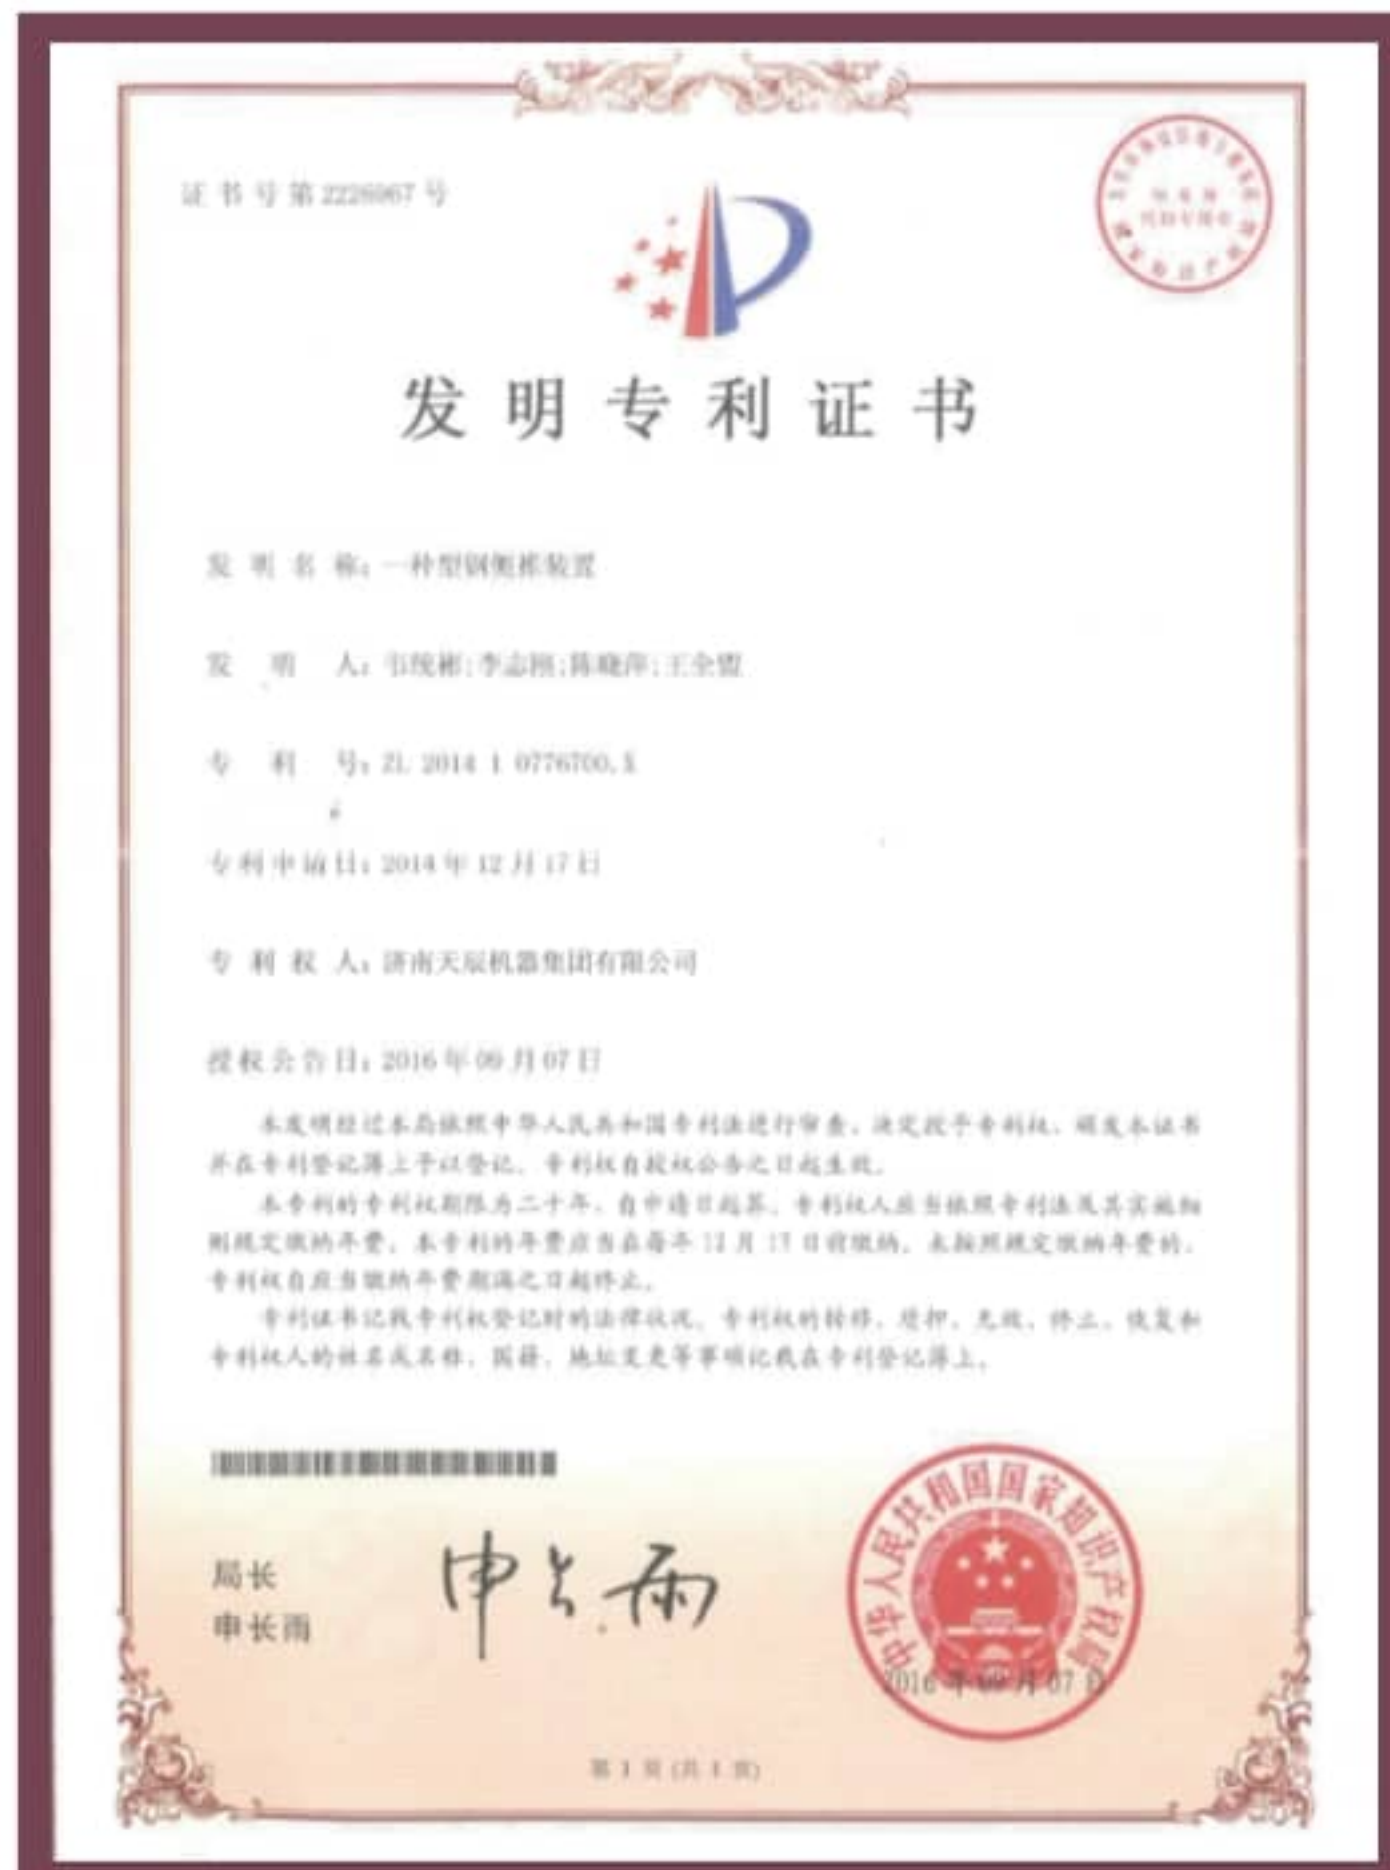 证书号第2226967号
发明专利证书
发明名称：一种型钢侧推装置
发明人：韦统彬;李志刚;陈晓萍;王全盟
专利号：ZL 2014 1 0776700.X
专利申请日：2014年12月17日
专利权人：济南天辰机器集团有限公司
授权公告日：2016年09月07日
本发明经过本局依照中华人民共和国专利法进行审查，决定授予专利权，颁发本证书
并在专利登记簿上予以登记。专利权自授权公告之日起生效。
本专利的专利权期限为二十年，自申请日起算。专利权人应当依照专利法及其实施细
则规定缴纳年费。本专利的年费应当在每年12月17日前缴纳。未按照规定缴纳年费的，
专利权自应当缴纳年费期满之日起终止。
专利证书记载专利权登记时的法律状况。专利权的转移、质押、无效、终止、恢复和
专利权人的姓名或名称、国籍、地址变更等事项记载在专利登记簿上。
局长
申长雨
申长雨
中华人民共和国国家知识产权局
2016年09月07日
第1页(共1页)